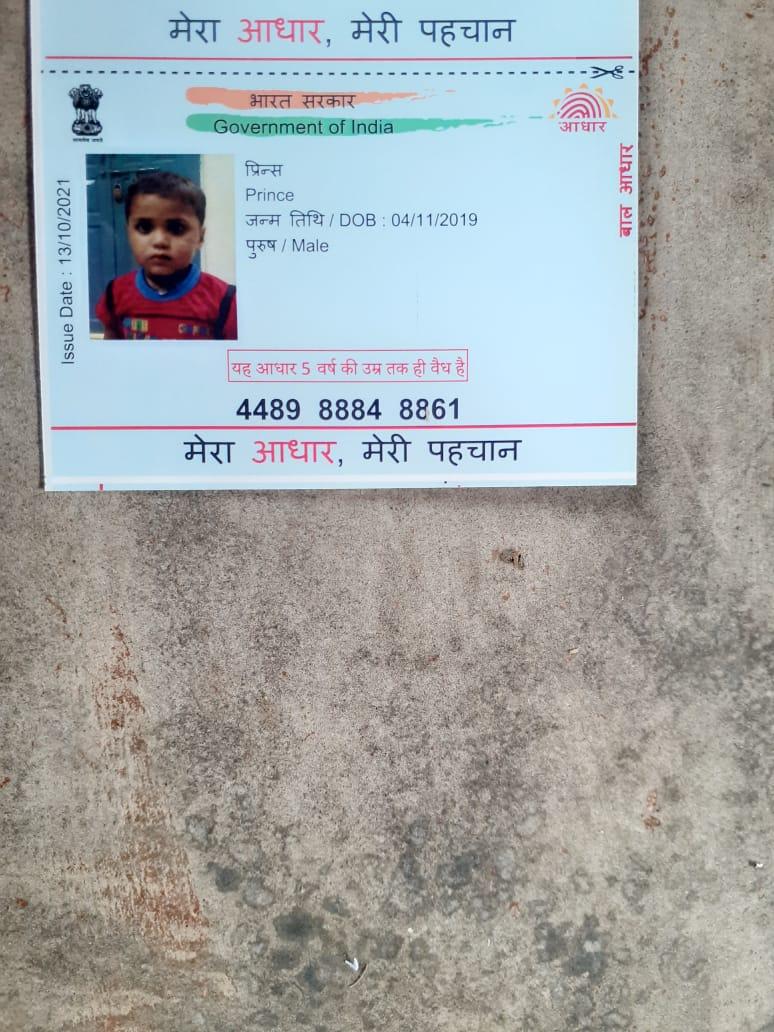 मेरा आधार, मेरी पहचान
भारत सरकार
Government of India
आधार
बाल आधार
Issue Date : 13/10/2021
प्रिन्स
Prince
जन्म तिथि / DOB : 04/11/2019
पुरुष / Male
यह आधार 5 वर्ष की उम्र तक ही वैध है
4489 8884 8861
मेरा आधार, मेरी पहचान